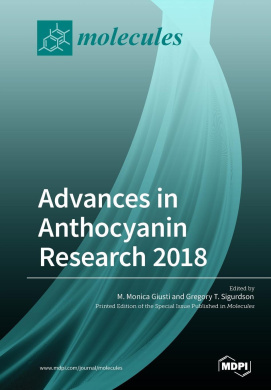 molecules
Advances in
Anthocyanin
Research 2018
Edited by
M. Monica Giusti and Gregory T. Sigurdson
Printed Edition of the Special Issue Published in Molecules
www.mdpi.com/journal/molecules
MDPI